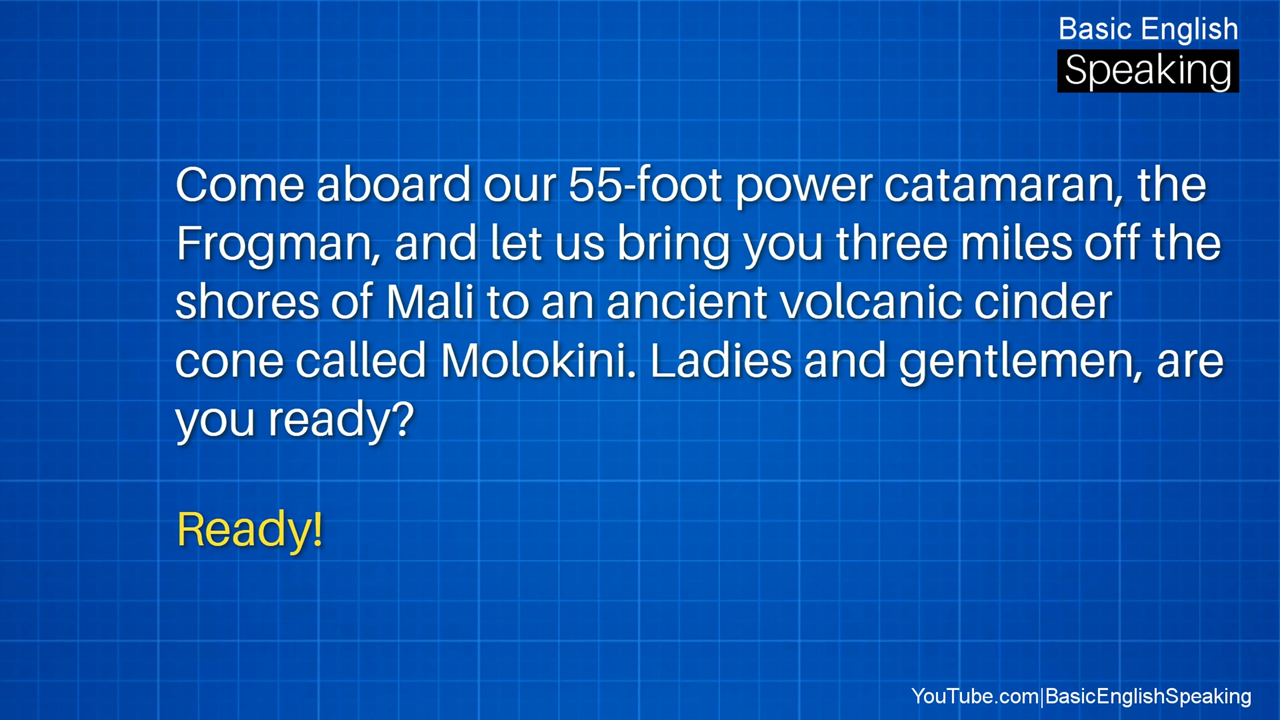 Basic English
Speaking
Come aboard our 55-foot power catamaran, the
Frogman, and let us bring you three miles off the
shores of Mali to an ancient volcanic cinder
cone called Molokini. Ladies and gentlemen, are
you ready?
Ready!
YouTube.com|BasicEnglishSpeaking